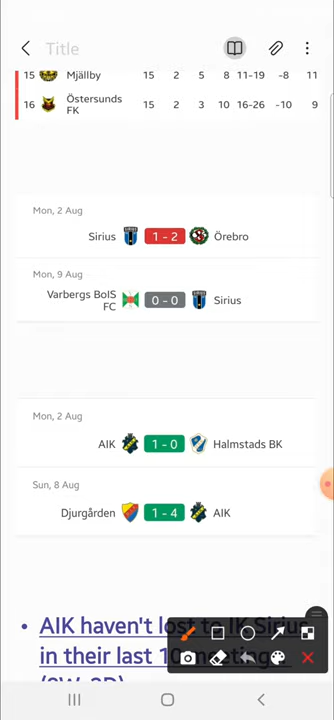 Title
15 Mjällby 15 2 5 8 11-19 -8 11
16 Östersunds FK 15 2 3 10 16-26 -10 9
Mon, 2 Aug
Sirius 1 - 2 Örebro
Mon, 9 Aug
Varbergs BoIS FC 0 - 0 Sirius
Mon, 2 Aug
AIK 1 - 0 Halmstads BK
Sun, 8 Aug
Djurgården 1 - 4 AIK
• AIK haven't lost to IK Sirius
in their last 10 meetings